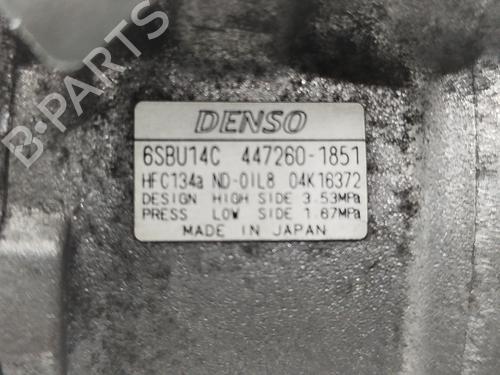 B-PARTS
DENSO
6SBU14C 447260-1851
HFC134a ND-OIL8 04K16372
DESIGN HIGH SIDE 3.53MPa
PRESS LOW SIDE 1.67MPa
MADE IN JAPAN